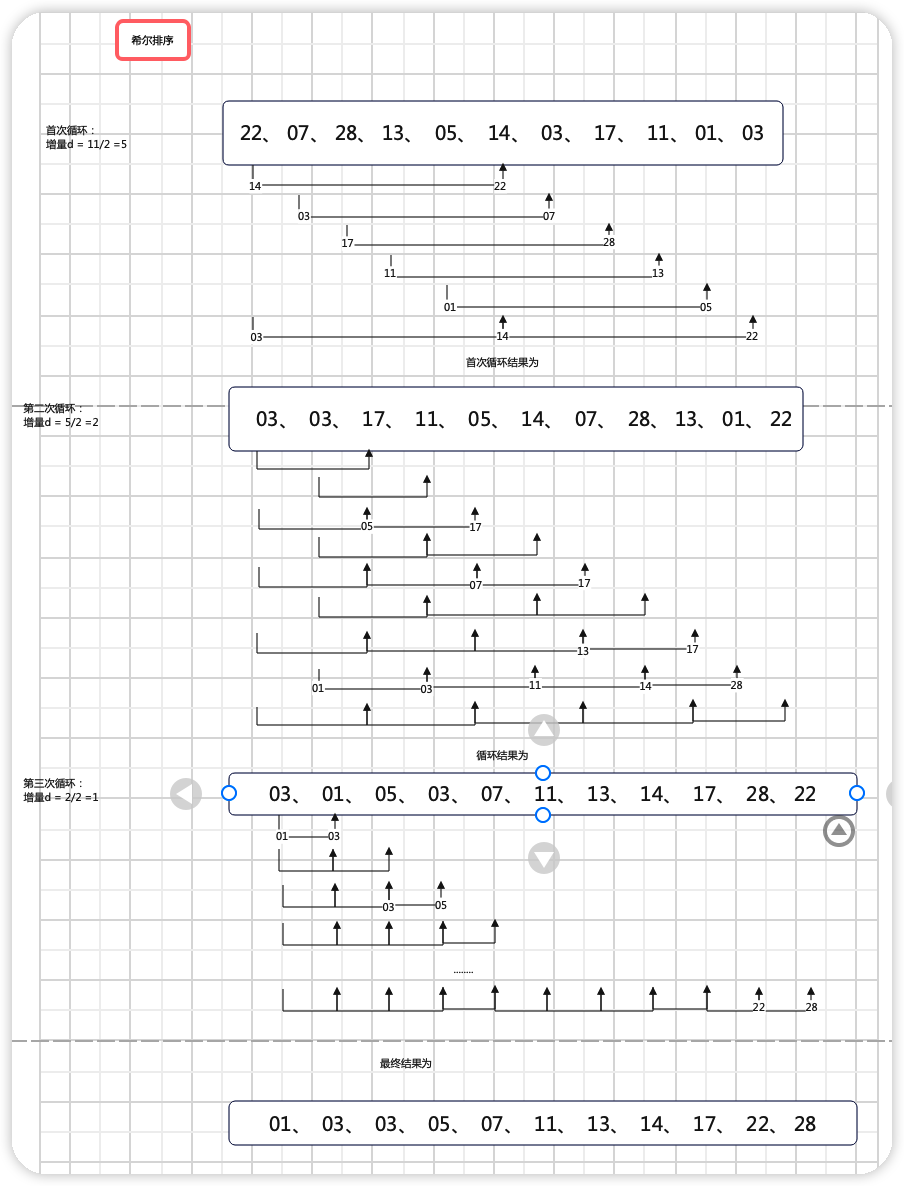 希尔排序
首次循环：
增量d = 11/2 =5
22、 07、 28、 13、 05、 14、 03、 17、 11、 01、 03
14 22
03 07
17 28
11 13
01 05
03 14 22
首次循环结果为
第二次循环：
增量d = 5/2 =2
03、 03、 17、 11、 05、 14、 07、 28、 13、 01、 22
05 17
07 17
13 17
01 03 11 14 28
循环结果为
第三次循环：
增量d = 2/2 =1
03、 01、 05、 03、 07、 11、 13、 14、 17、 28、 22
01 03
03 05
........
22 28
最终结果为
01、 03、 03、 05、 07、 11、 13、 14、 17、 22、 28